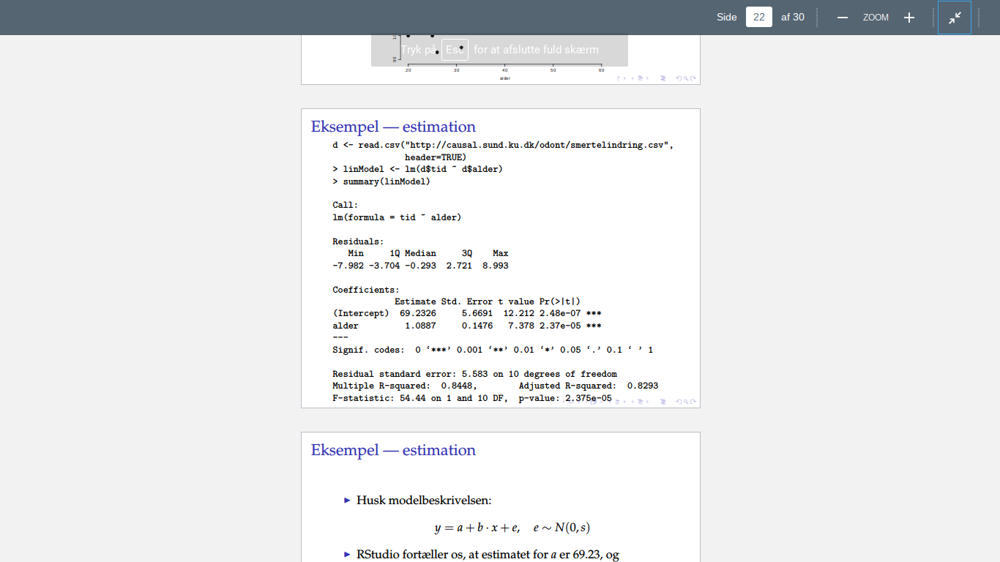 Side 22 af 30 ZOOM
10
Tryk på Esc for at afslutte fuld skærm
90
20 30 40 50 60
alder
Eksempel — estimation
d <- read.csv("http://causal.sund.ku.dk/odont/smertelindring.csv",
header=TRUE)
> linModel <- lm(d$tid ~ d$alder)
> summary(linModel)
Call:
lm(formula = tid ~ alder)
Residuals:
Min 1Q Median 3Q Max
-7.982 -3.704 -0.293 2.721 8.993
Coefficients:
Estimate Std. Error t value Pr(>|t|)
(Intercept) 69.2326 5.6691 12.212 2.48e-07 ***
alder 1.0887 0.1476 7.378 2.37e-05 ***
---
Signif. codes: 0 ‘***’ 0.001 ‘**’ 0.01 ‘*’ 0.05 ‘.’ 0.1 ‘ ’ 1
Residual standard error: 5.583 on 10 degrees of freedom
Multiple R-squared: 0.8448, Adjusted R-squared: 0.8293
F-statistic: 54.44 on 1 and 10 DF, p-value: 2.375e-05
Eksempel — estimation
► Husk modelbeskrivelsen:
y = a + b · x + e, e ∼ N(0, s)
► RStudio fortæller os, at estimatet for a er 69.23, og